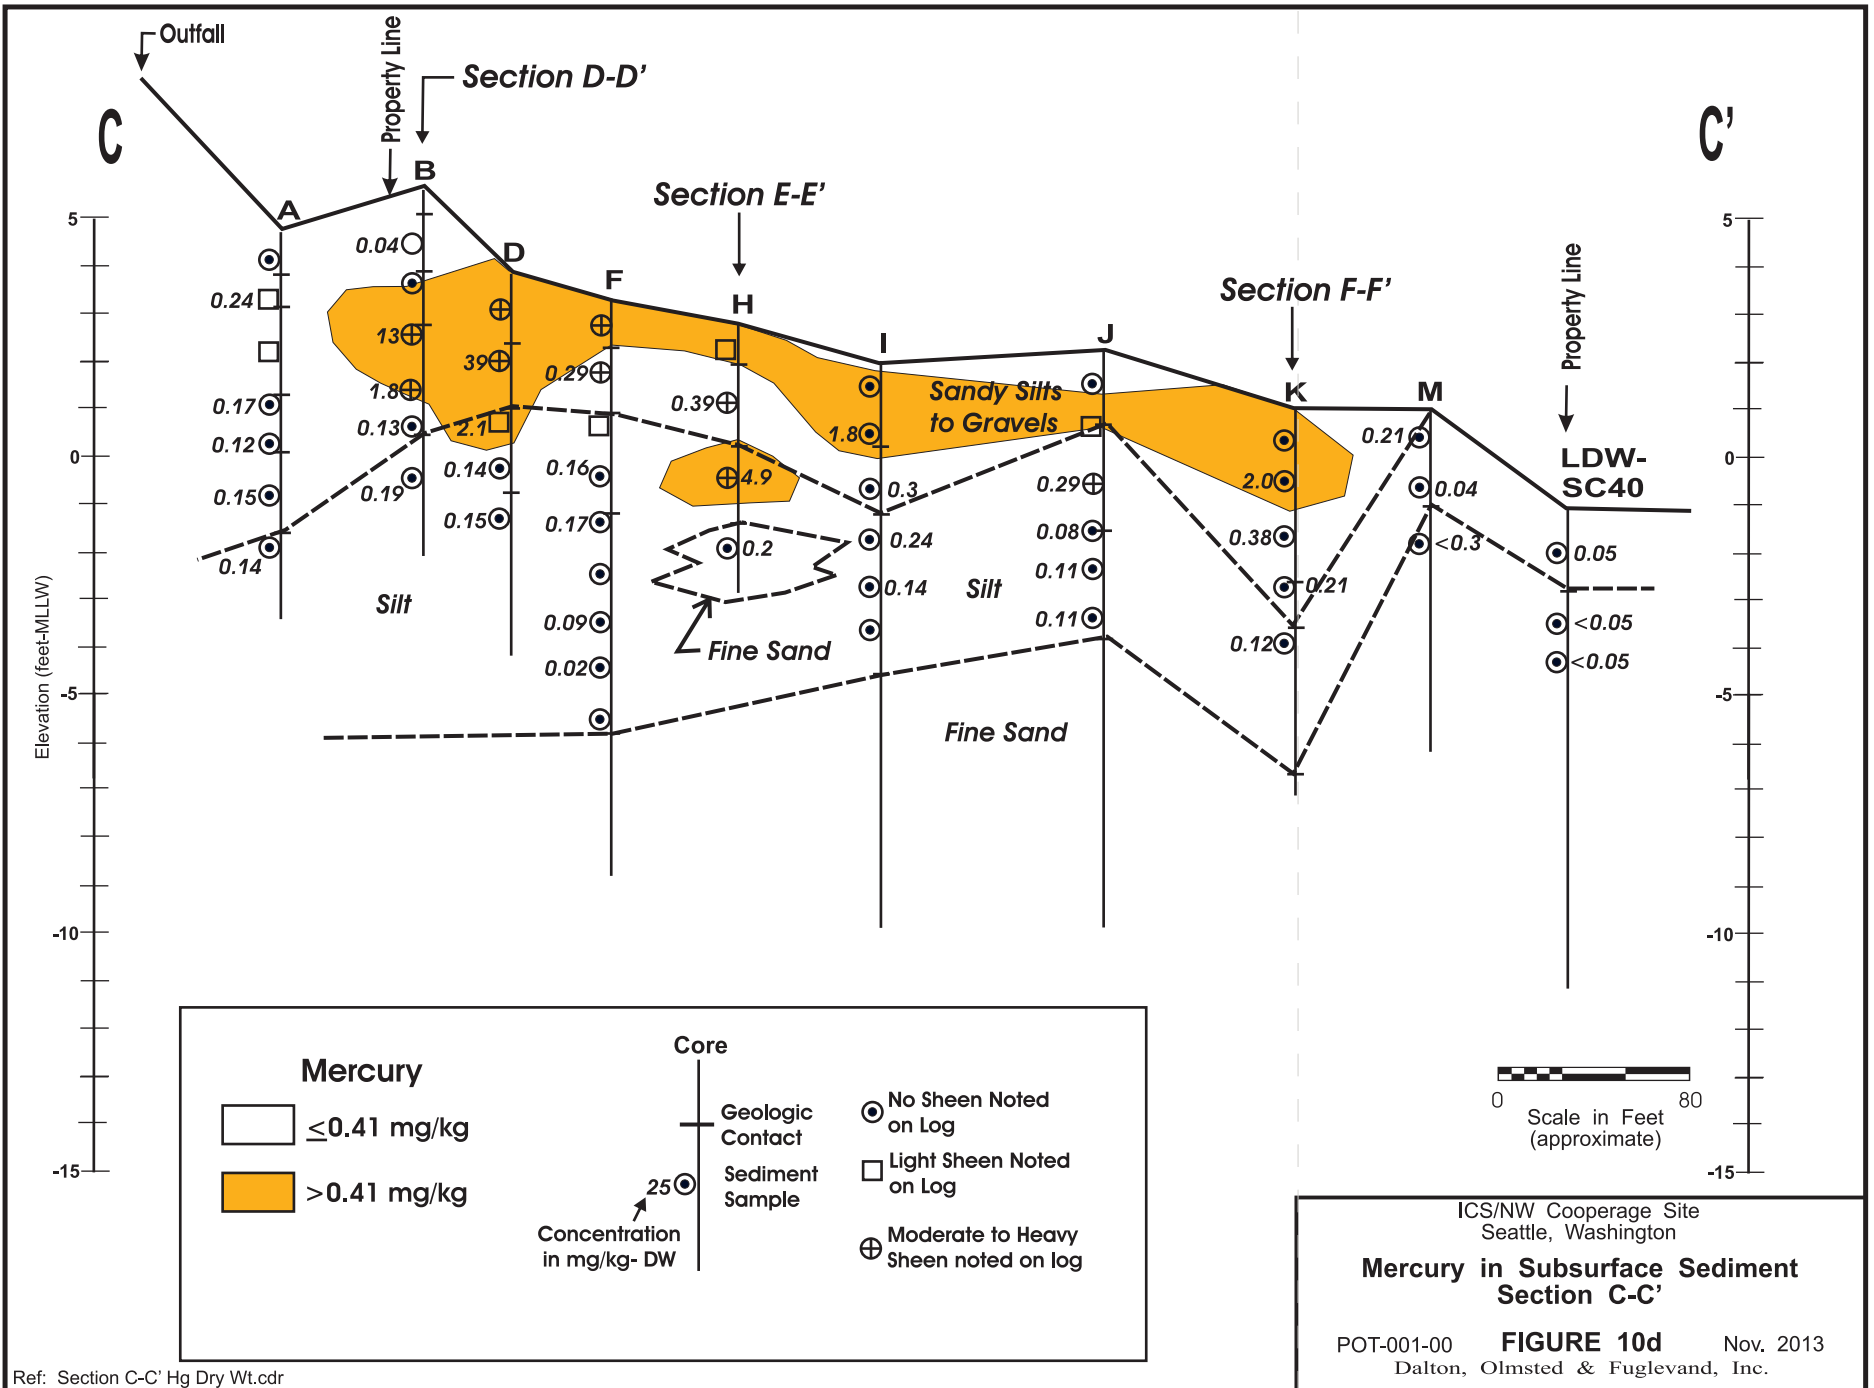 Outfall
Property Line
Section D-D'
C
C'
B
A
Section E-E'
D
F
H
Section F-F'
Property Line
I
J
K
M
LDW-
SC40
5
0
-5
-10
-15
Elevation (feet-MLLW)
5
0
-5
-10
-15
0.24
0.17
0.12
0.15
0.14
0.04
13
1.8
0.13
0.19
39
2.1
0.14
0.15
0.29
0.16
0.17
0.09
0.02
0.39
4.9
0.2
1.8
0.3
0.24
0.14
0.29
0.08
0.11
0.11
2.0
0.38
0.21
0.12
0.21
0.04
<0.3
0.05
<0.05
<0.05
Sandy Silts
to Gravels
Silt
Silt
Fine Sand
Fine Sand
Mercury
≤0.41 mg/kg
>0.41 mg/kg
Core
Geologic
Contact
25
Sediment
Sample
Concentration
in mg/kg- DW
No Sheen Noted
on Log
Light Sheen Noted
on Log
Moderate to Heavy
Sheen noted on log
0 80
Scale in Feet
(approximate)
ICS/NW Cooperage Site
Seattle, Washington
Mercury in Subsurface Sediment
Section C-C'
POT-001-00 FIGURE 10d Nov. 2013
Dalton, Olmsted & Fuglevand, Inc.
Ref: Section C-C' Hg Dry Wt.cdr